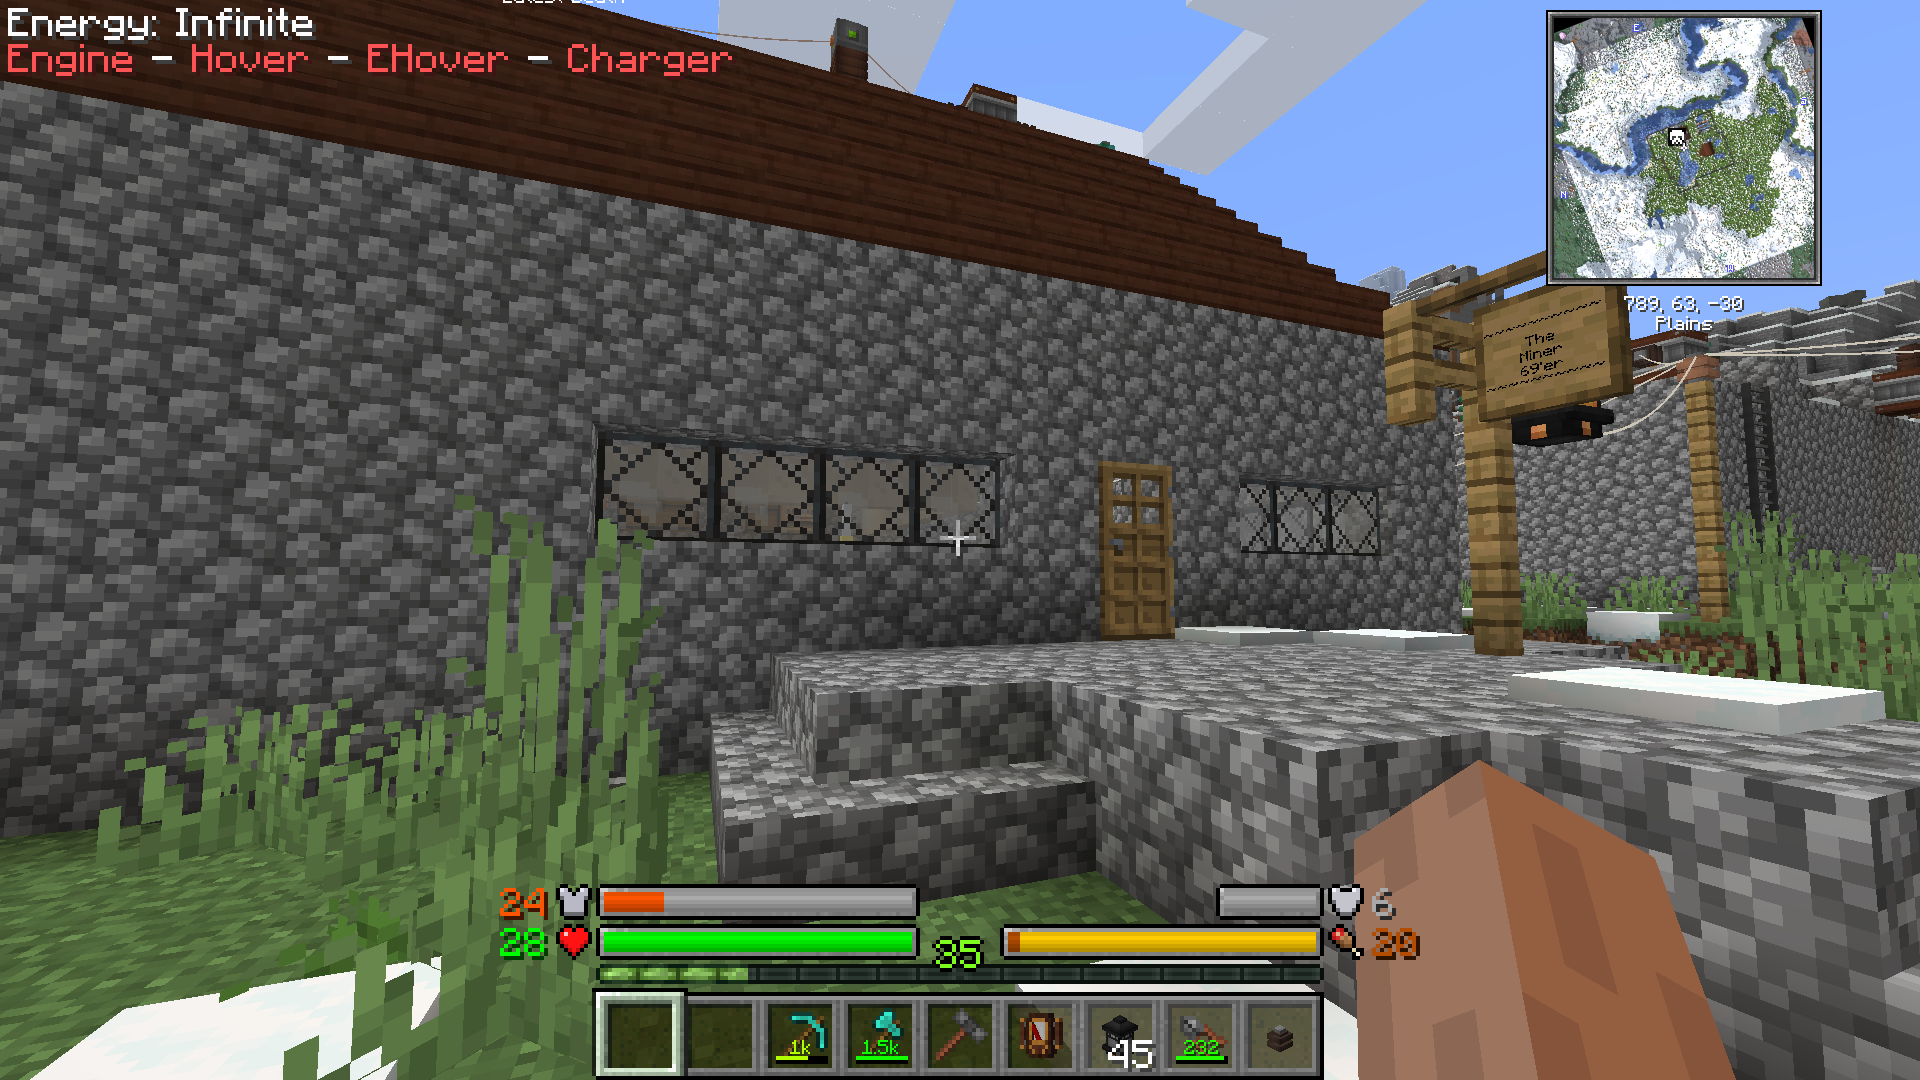 Energy: Infinite
Engine - Hover - EHover - Charger
789, 63, -30
Plains
The
Miner
69'er
24
6
28
35
29
1k
1.5k
45
232